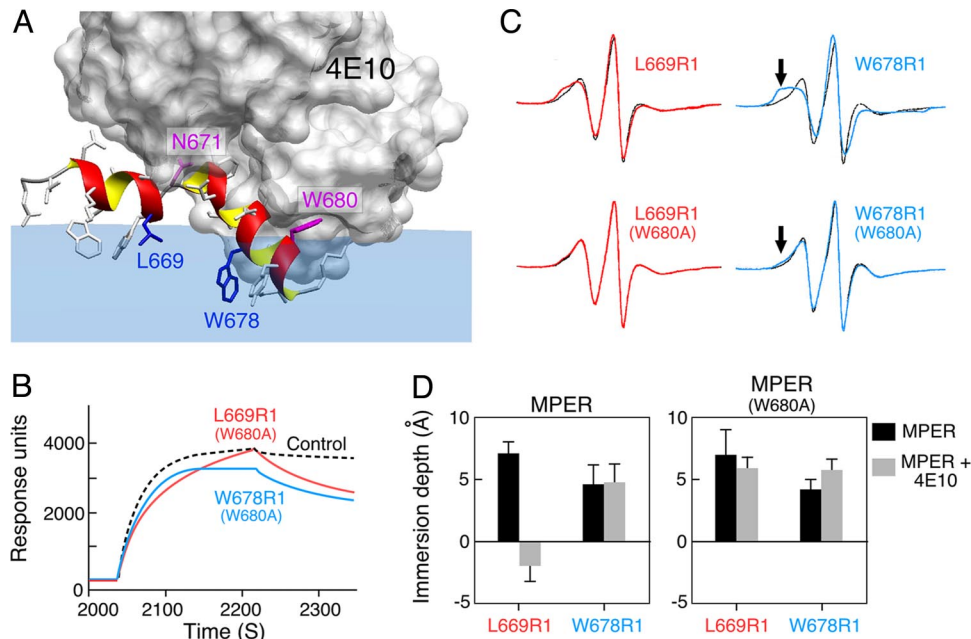 A
4E10
N671
W680
L669
W678
C
L669R1
W678R1
L669R1
(W680A)
W678R1
(W680A)
B
Response units
4000
2000
0
L669R1
(W680A)
Control
W678R1
(W680A)
2000
2100
2200
2300
Time (S)
D
MPER
MPER
(W680A)
Immersion depth (Å)
10
5
0
-5
10
5
0
-5
L669R1
W678R1
L669R1
W678R1
MPER
MPER +
4E10